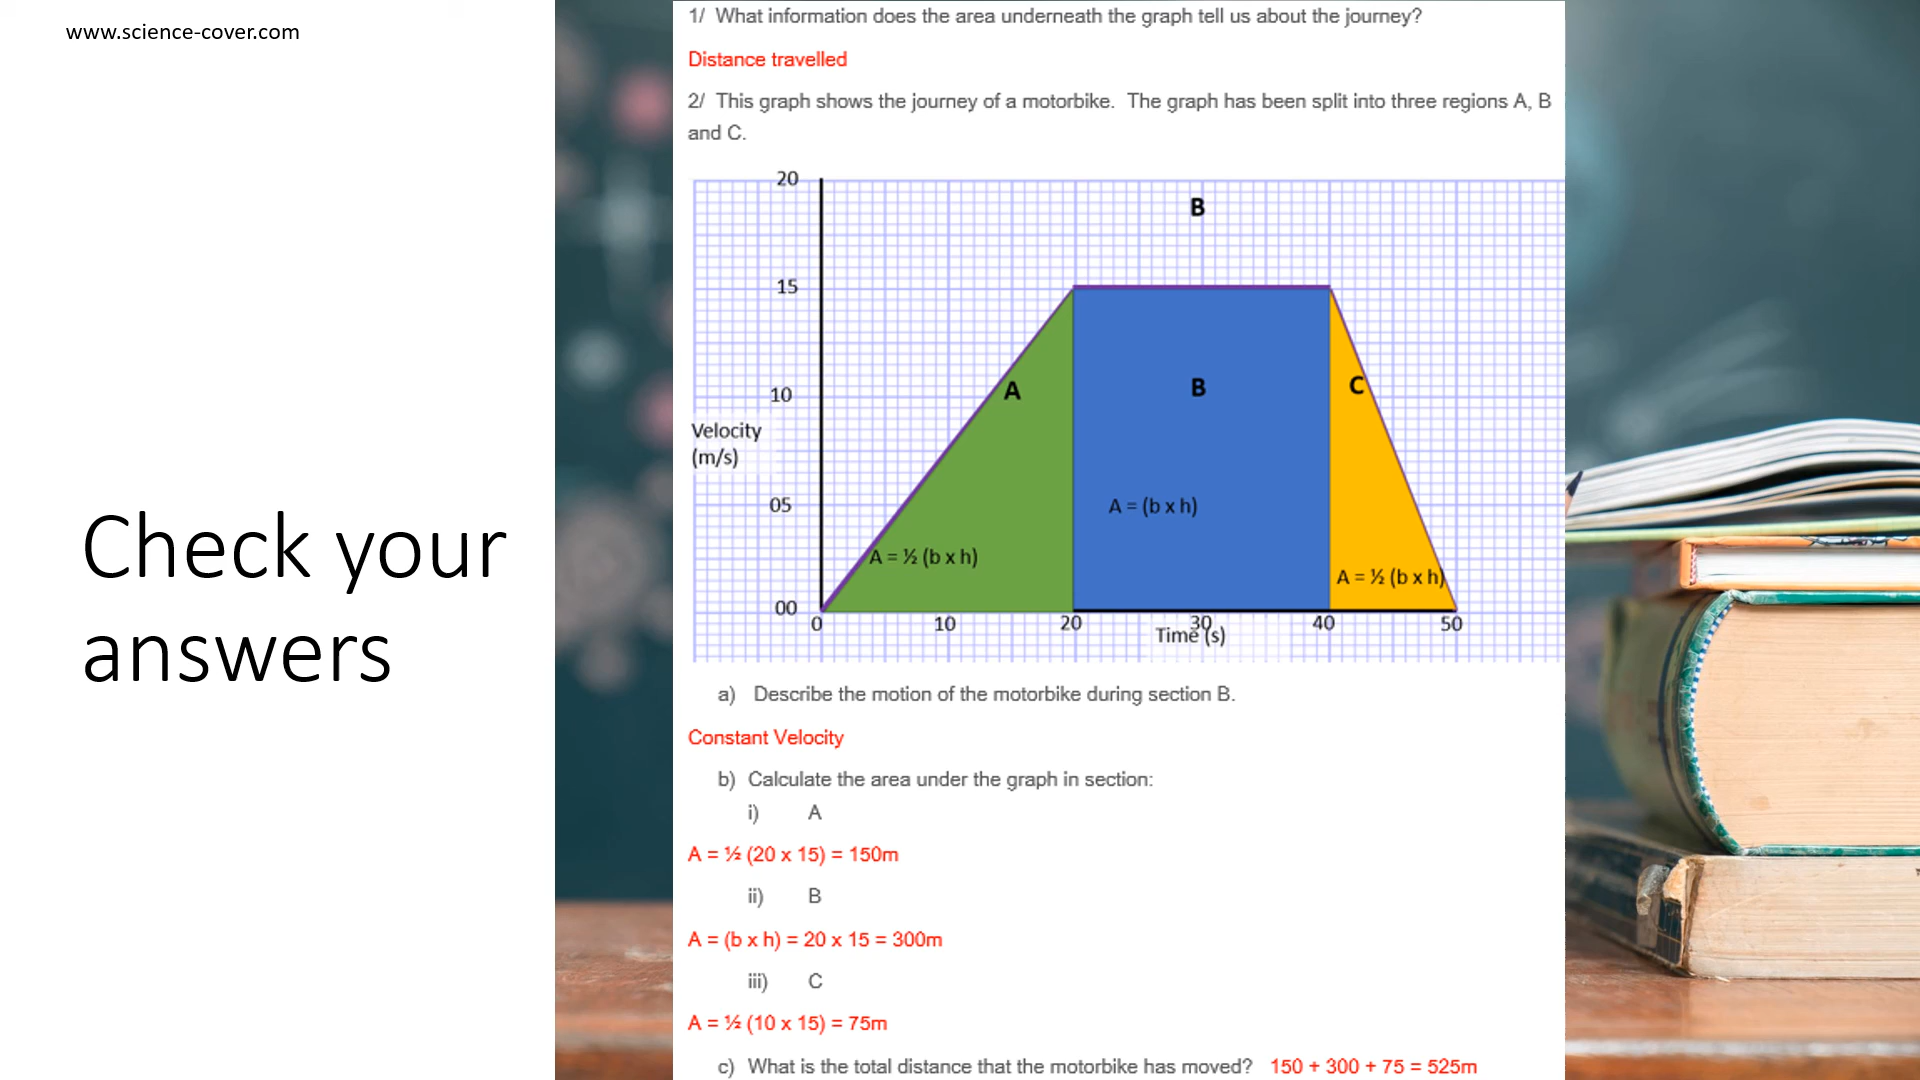 www.science-cover.com
Check your
answers
1/ What information does the area underneath the graph tell us about the journey?
Distance travelled
2/ This graph shows the journey of a motorbike. The graph has been split into three regions A, B
and C.
20
B
15
A
B
C
10
Velocity
(m/s)
05
A = (b x h)
A = ½ (b x h)
A = ½ (b x h)
00
0
10
20
30
40
50
Time (s)
a) Describe the motion of the motorbike during section B.
Constant Velocity
b) Calculate the area under the graph in section:
i) A
A = ½ (20 x 15) = 150m
ii) B
A = (b x h) = 20 x 15 = 300m
iii) C
A = ½ (10 x 15) = 75m
c) What is the total distance that the motorbike has moved? 150 + 300 + 75 = 525m